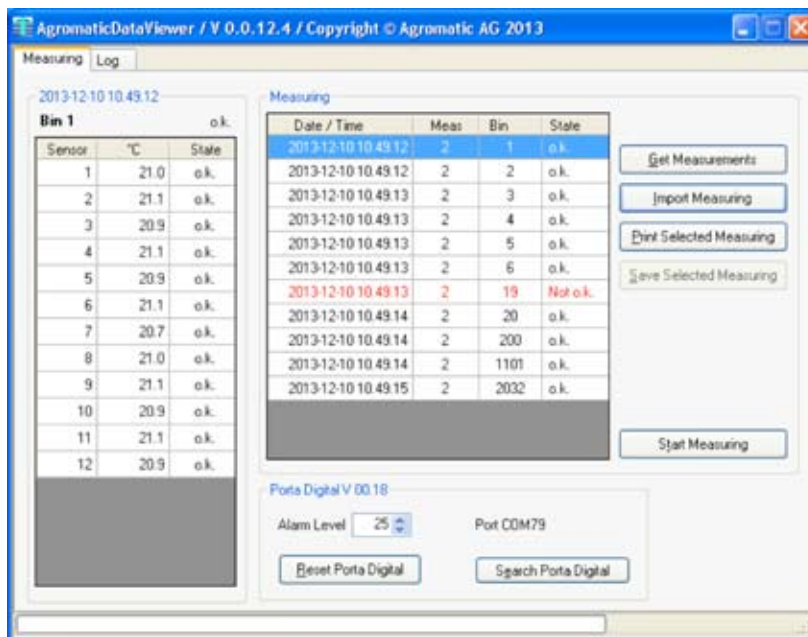 AgromaticDataViewer / V 0.0.12.4 / Copyright © Agromatic AG 2013
Measuring Log
2013-12-10 10.49.12
Bin 1 o.k.
Sensor °C State
1 21.0 o.k.
2 21.1 o.k.
3 20.9 o.k.
4 21.1 o.k.
5 20.9 o.k.
6 21.1 o.k.
7 20.7 o.k.
8 21.0 o.k.
9 21.1 o.k.
10 20.9 o.k.
11 21.1 o.k.
12 20.9 o.k.
Measuring
Date / Time Meas Bin State
2013-12-10 10.49.12 2 1 o.k.
2013-12-10 10.49.12 2 2 o.k.
2013-12-10 10.49.13 2 3 o.k.
2013-12-10 10.49.13 2 4 o.k.
2013-12-10 10.49.13 2 5 o.k.
2013-12-10 10.49.13 2 6 o.k.
2013-12-10 10.49.13 2 19 Not o.k.
2013-12-10 10.49.14 2 20 o.k.
2013-12-10 10.49.14 2 200 o.k.
2013-12-10 10.49.14 2 1101 o.k.
2013-12-10 10.49.15 2 2032 o.k.
Get Measurements
Import Measuring
Print Selected Measuring
Save Selected Measuring
Start Measuring
Porta Digital V 00.18
Alarm Level 25 Port COM79
Reset Porta Digital Search Porta Digital